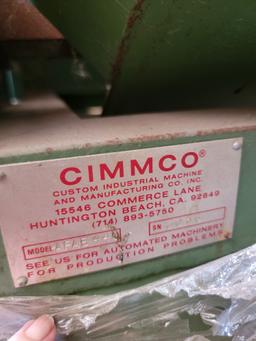 CIMMCO®
CUSTOM INDUSTRIAL MACHINE
AND MANUFACTURING CO. INC.
15546 COMMERCE LANE
HUNTINGTON BEACH, CA. 92649
(714) 893-5750
MODEL SN
SEE US FOR AUTOMATED MACHINERY
FOR PRODUCTION PROBLEMS